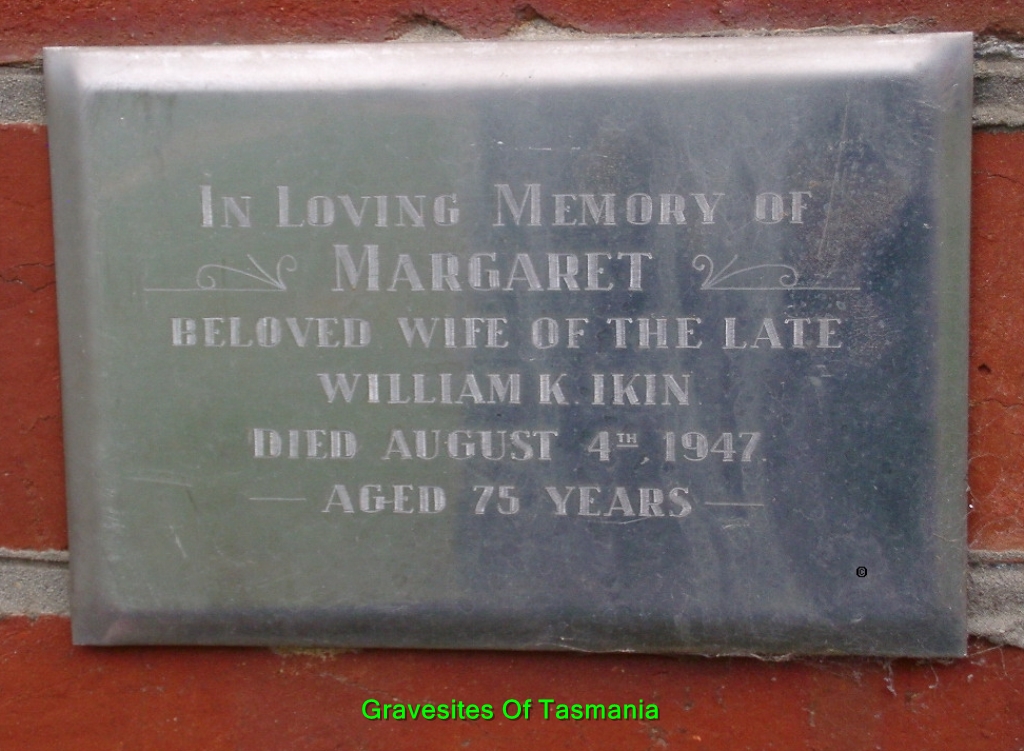 IN LOVING MEMORY OF
MARGARET
BELOVED WIFE OF THE LATE
WILLIAM K. IKIN
DIED AUGUST 4TH, 1947.
AGED 75 YEARS
©
Gravesites Of Tasmania